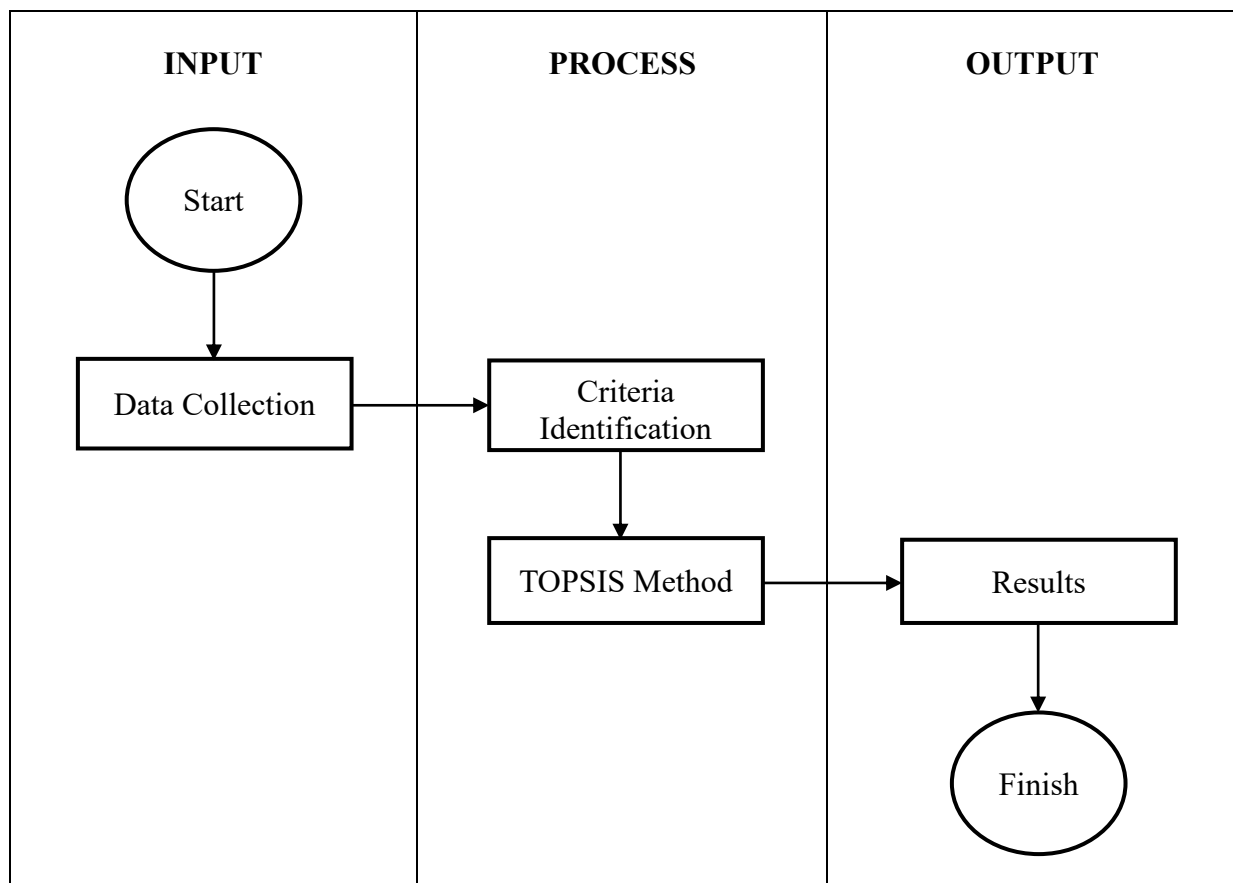 INPUT
PROCESS
OUTPUT
Start
Data Collection
Criteria
Identification
TOPSIS Method
Results
Finish